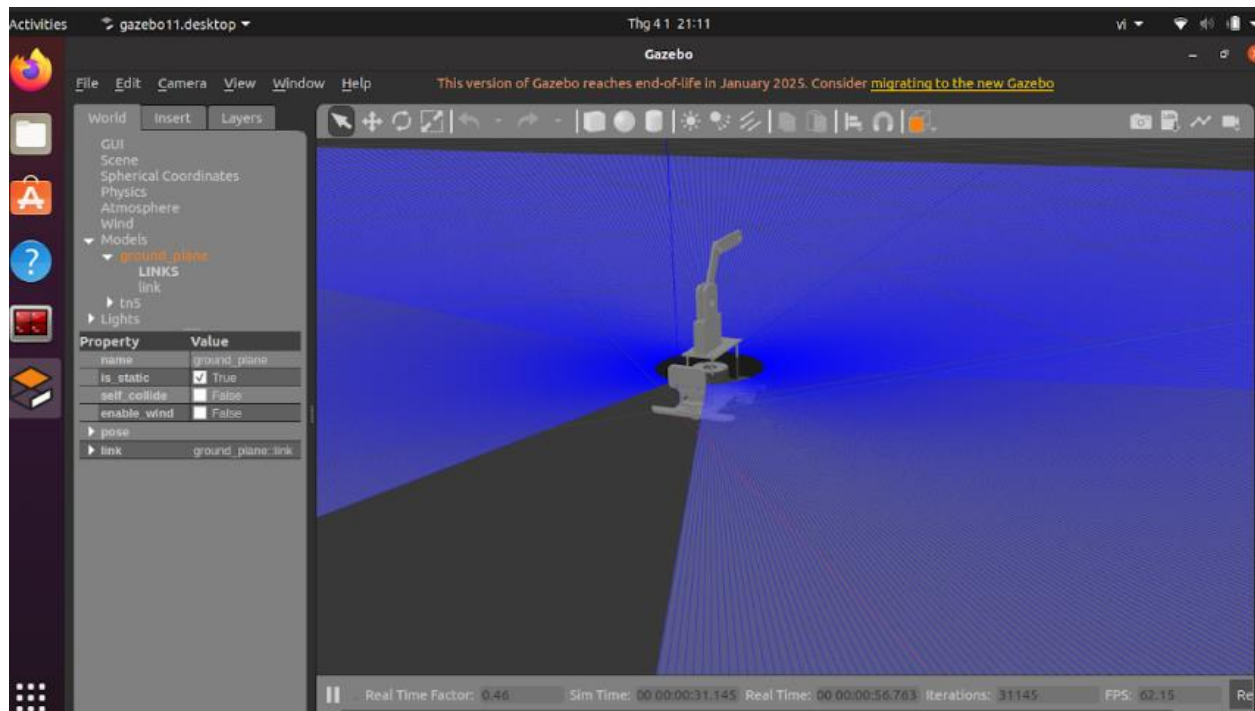 Activities gazebo11.desktop Thg 4 1 21:11 vi
Gazebo
File Edit Camera View Window Help This version of Gazebo reaches end-of-life in January 2025. Consider migrating to the new Gazebo
World Insert Layers
GUI
Scene
Spherical Coordinates
Physics
Atmosphere
Wind
Models
ground_plane
LINKS
link
tn5
Lights
Property Value
name ground_plane
is_static True
self_collide False
enable_wind False
pose
link ground_plane::link
Real Time Factor: 0.46 Sim Time: 00 00:00:31.145 Real Time: 00 00:00:56.763 Iterations: 31145 FPS: 62.15 Re